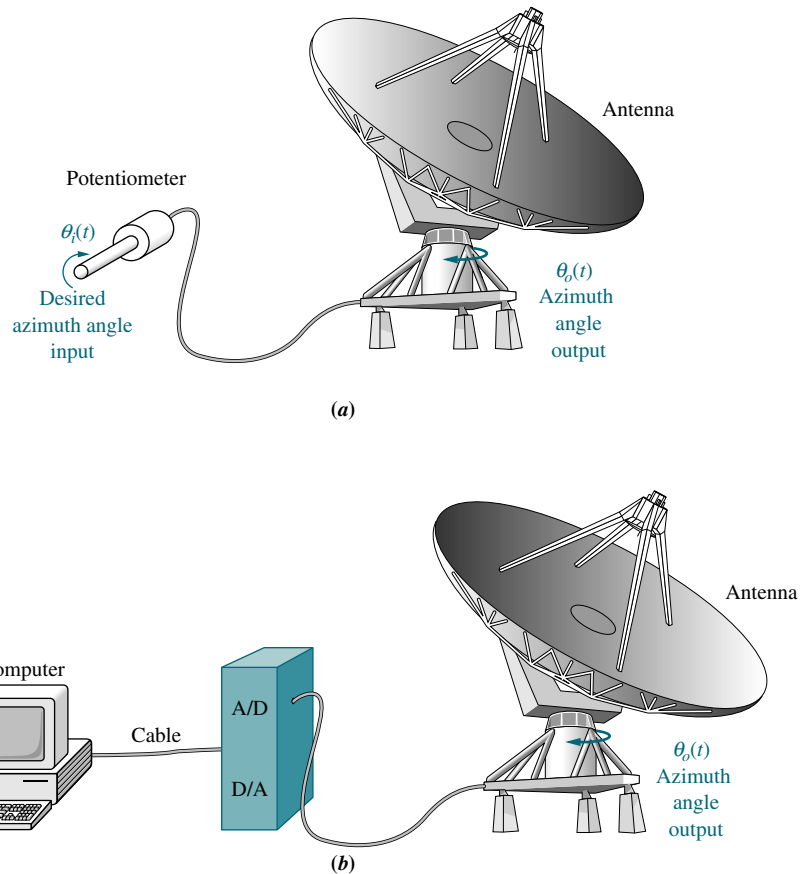 Antenna
Potentiometer
θi(t)
Desired
azimuth angle
input
θo(t)
Azimuth
angle
output
(a)
Antenna
omputer
Cable
A/D
D/A
θo(t)
Azimuth
angle
output
(b)